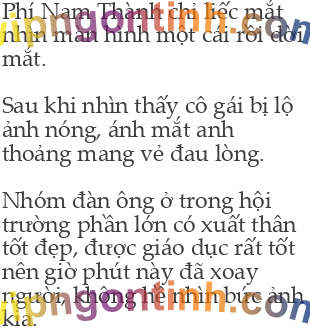 Phí Nam Thành chỉ liếc mắt
nhìn màn hình một cái rồi dời
mắt.
Sau khi nhìn thấy cô gái bị lộ
ảnh nóng, ánh mắt anh
thoảng mang vẻ đau lòng.
Nhóm đàn ông ở trong hội
trường phần lớn có xuất thân
tốt đẹp, được giáo dục rất tốt
nên giờ phút này đã xoay
người, không hề nhìn bức ảnh
kia.
vipngontinh.com
vipngontinh.com